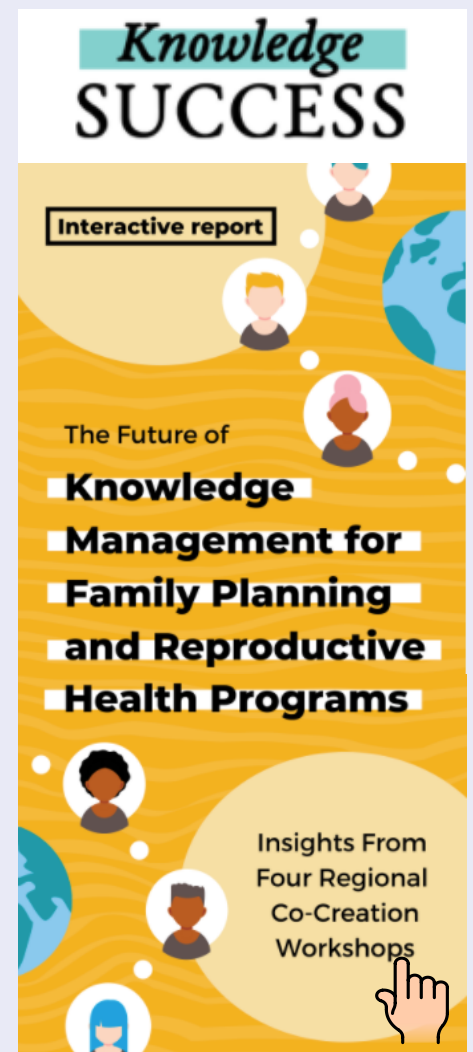 Knowledge
SUCCESS
Interactive report
The Future of
Knowledge
Management for
Family Planning
and Reproductive
Health Programs
Insights From
Four Regional
Co-Creation
Workshops